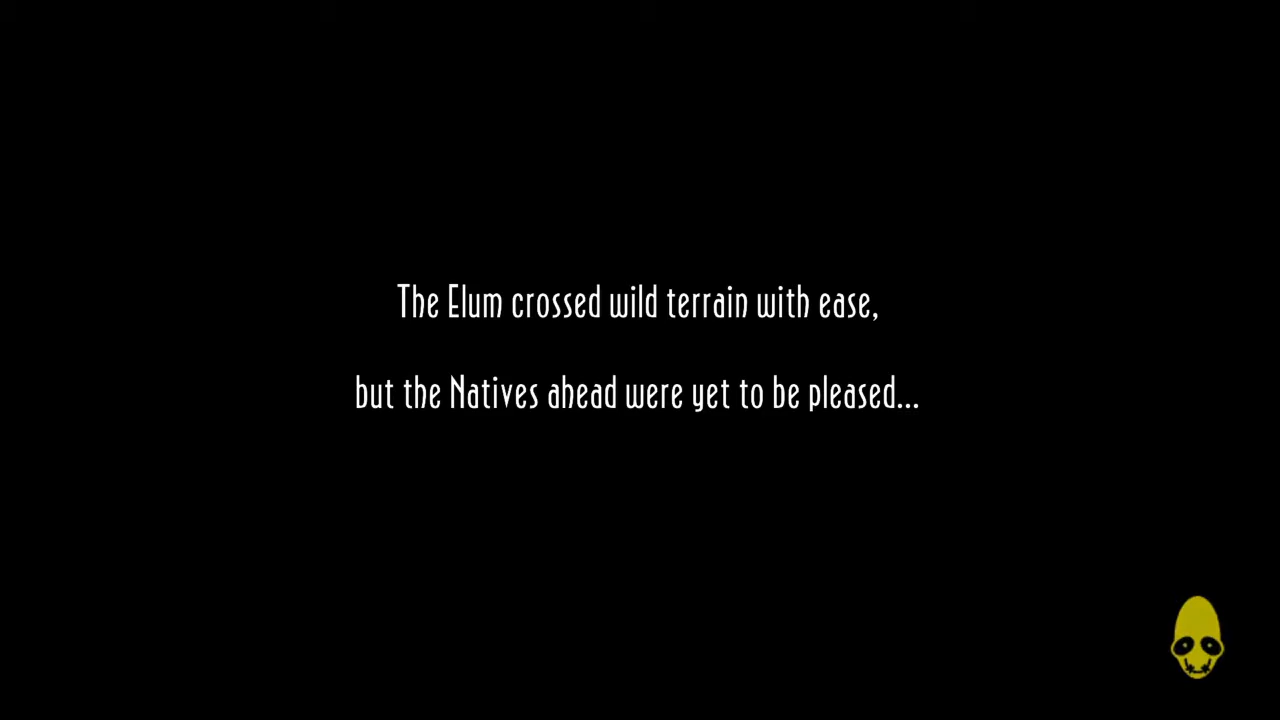 The Elum crossed wild terrain with ease,
but the Natives ahead were yet to be pleased...